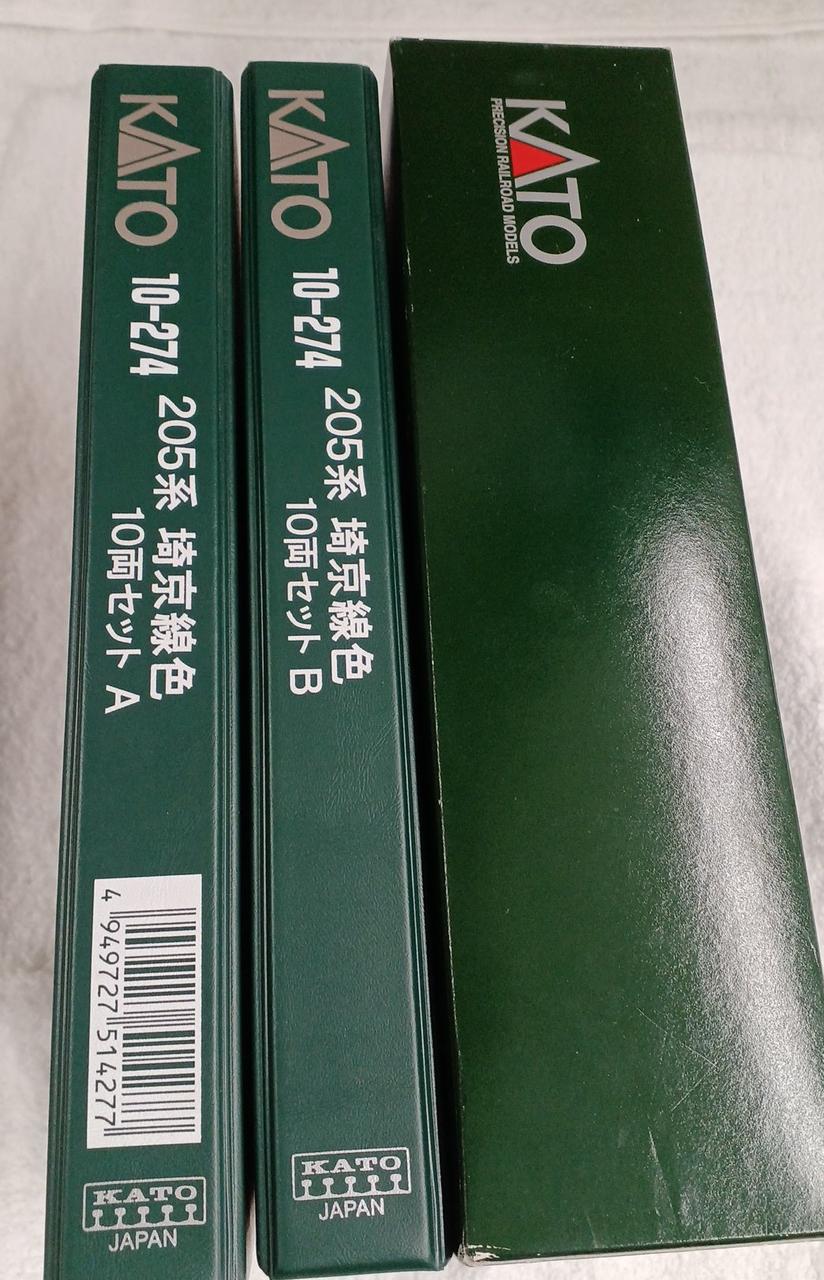 KATO
10-274
205系 埼京線色
10両セット A
4 949727 514277
KATO
JAPAN
KATO
10-274
205系 埼京線色
10両セット B
KATO
JAPAN
KATO
PRECISION RAILROAD MODELS